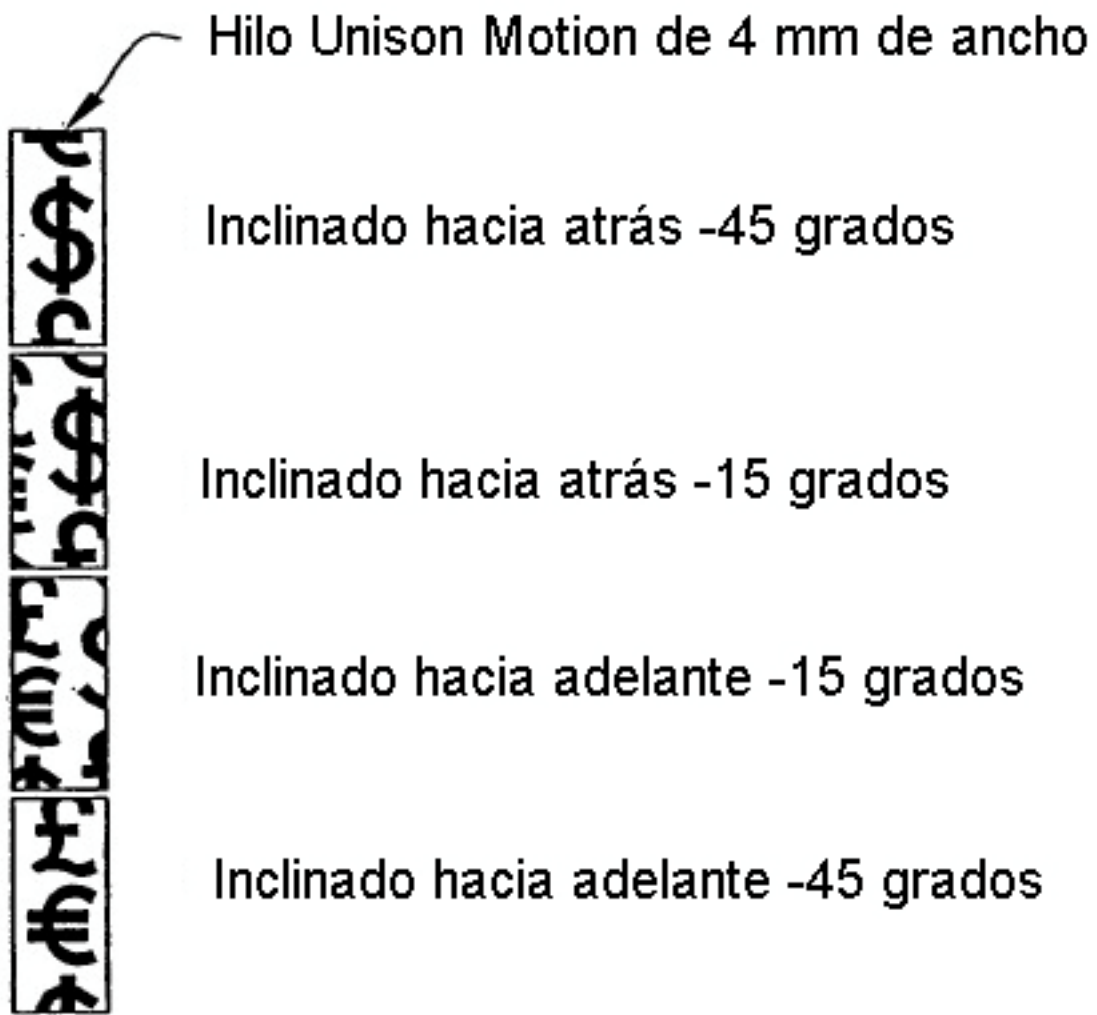 Hilo Unison Motion de 4 mm de ancho
Inclinado hacia atrás -45 grados
Inclinado hacia atrás -15 grados
Inclinado hacia adelante -15 grados
Inclinado hacia adelante -45 grados